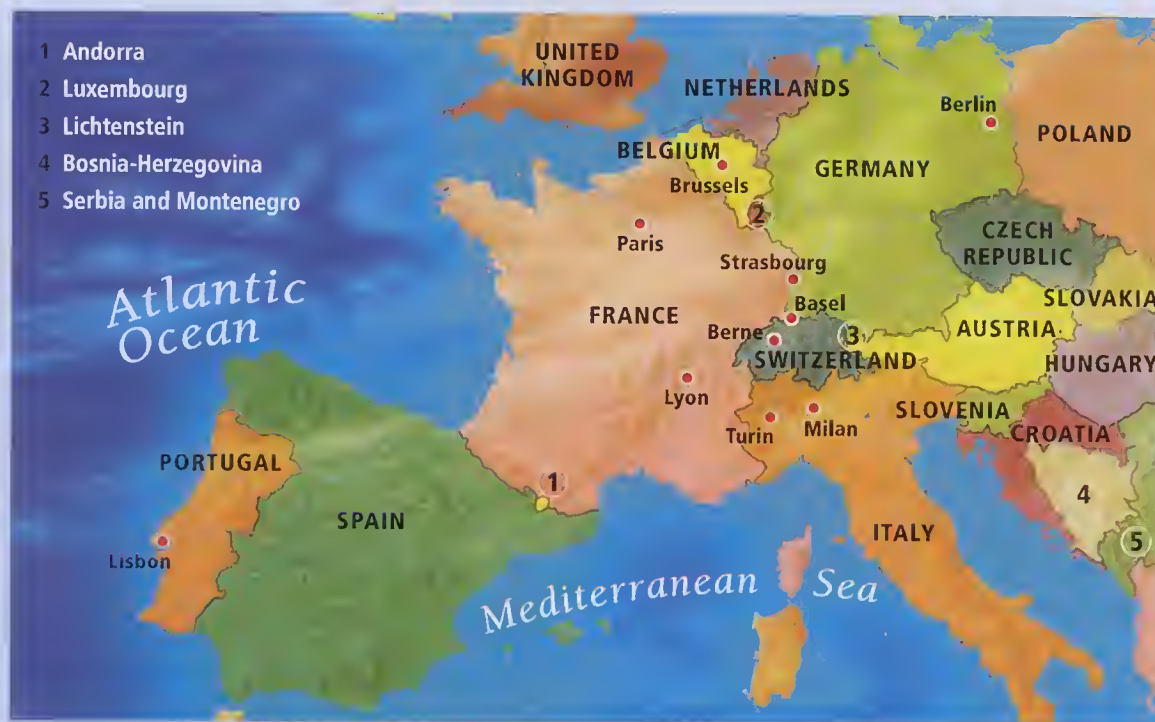 1 Andorra
2 Luxembourg
3 Lichtenstein
4 Bosnia-Herzegovina
5 Serbia and Montenegro
UNITED
KINGDOM
NETHERLANDS
Berlin
POLAND
BELGIUM
GERMANY
Brussels
2
Paris
CZECH
REPUBLIC
Strasbourg
Atlantic
Ocean
Basel
SLOVAKIA
FRANCE
Berne
3
AUSTRIA
SWITZERLAND
HUNGARY
Lyon
SLOVENIA
Turin
Milan
CROATIA
PORTUGAL
1
4
SPAIN
ITALY
5
Lisbon
Mediterranean Sea